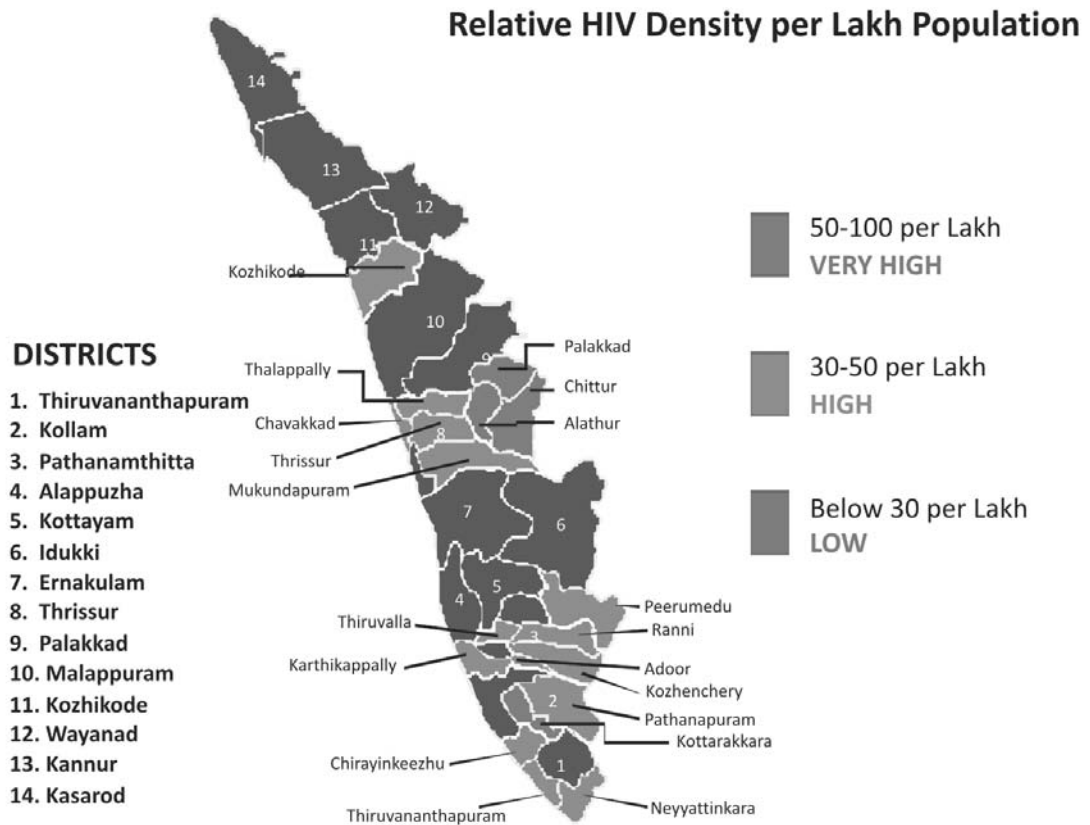 Relative HIV Density per Lakh Population
14
13
12
11
Kozhikode
10
9
Palakkad
Thalappally
Chittur
Chavakkad
Alathur
8
Thrissur
Mukundapuram
7
6
5
4
Peerumedu
Thiruvalla
3
Ranni
Karthikappally
Adoor
Kozhenchery
2
Pathanapuram
Kottarakkara
Chirayinkeezhu
1
Thiruvananthapuram
Neyyattinkara
50-100 per Lakh
VERY HIGH
30-50 per Lakh
HIGH
Below 30 per Lakh
LOW
DISTRICTS
1. Thiruvananthapuram
2. Kollam
3. Pathanamthitta
4. Alappuzha
5. Kottayam
6. Idukki
7. Ernakulam
8. Thrissur
9. Palakkad
10. Malappuram
11. Kozhikode
12. Wayanad
13. Kannur
14. Kasarod